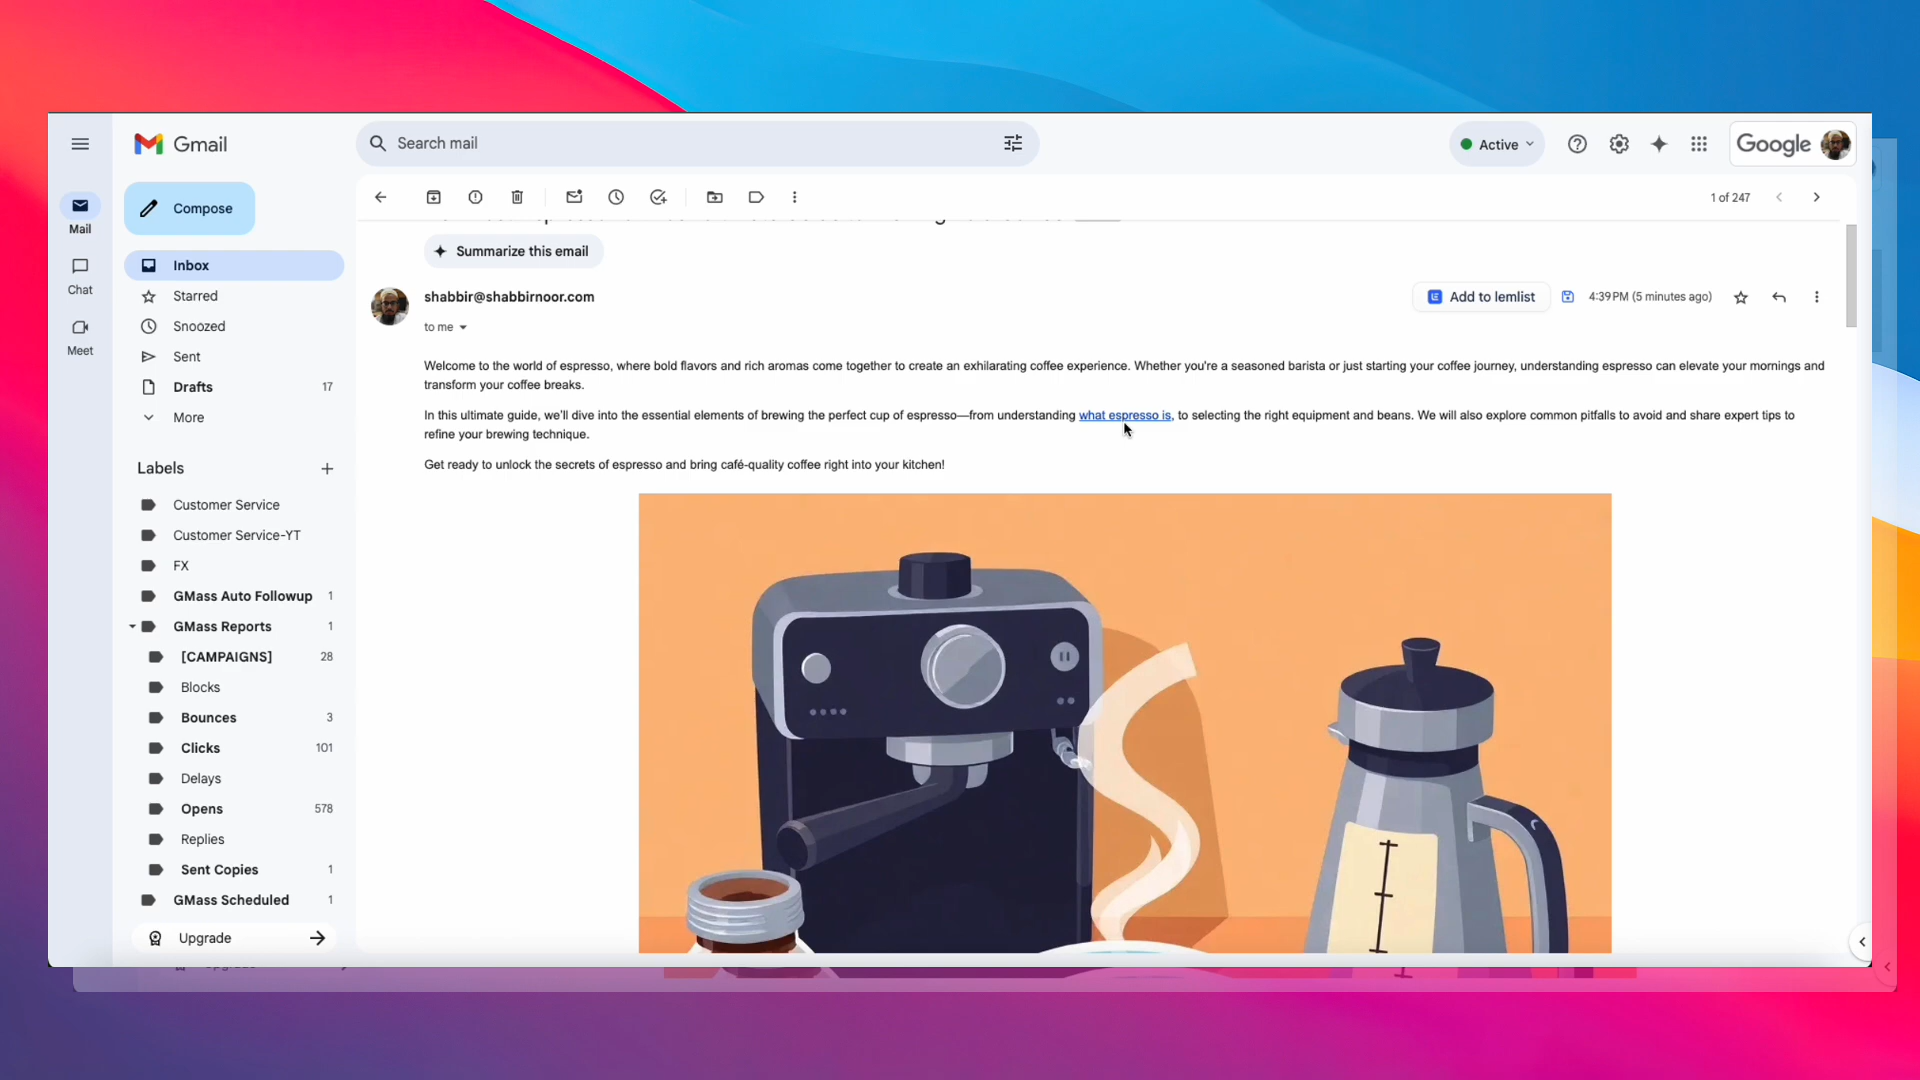 Gmail
Search mail
Active
Google
Compose
1 of 247
Mail
Summarize this email
Inbox
Chat
Starred
shabbir@shabbirnoor.com
Add to lemlist
4:39 PM (5 minutes ago)
Snoozed
to me
Meet
Sent
Welcome to the world of espresso, where bold flavors and rich aromas come together to create an exhilarating coffee experience. Whether you're a seasoned barista or just starting your coffee journey, understanding espresso can elevate your mornings and
transform your coffee breaks.
Drafts 17
More
In this ultimate guide, we'll dive into the essential elements of brewing the perfect cup of espresso—from understanding what espresso is, to selecting the right equipment and beans. We will also explore common pitfalls to avoid and share expert tips to
refine your brewing technique.
Get ready to unlock the secrets of espresso and bring café-quality coffee right into your kitchen!
Labels
Customer Service
Customer Service-YT
FX
GMass Auto Followup 1
GMass Reports 1
[CAMPAIGNS] 28
Blocks
Bounces 3
Clicks 101
Delays
Opens 578
Replies
Sent Copies 1
GMass Scheduled 1
Upgrade